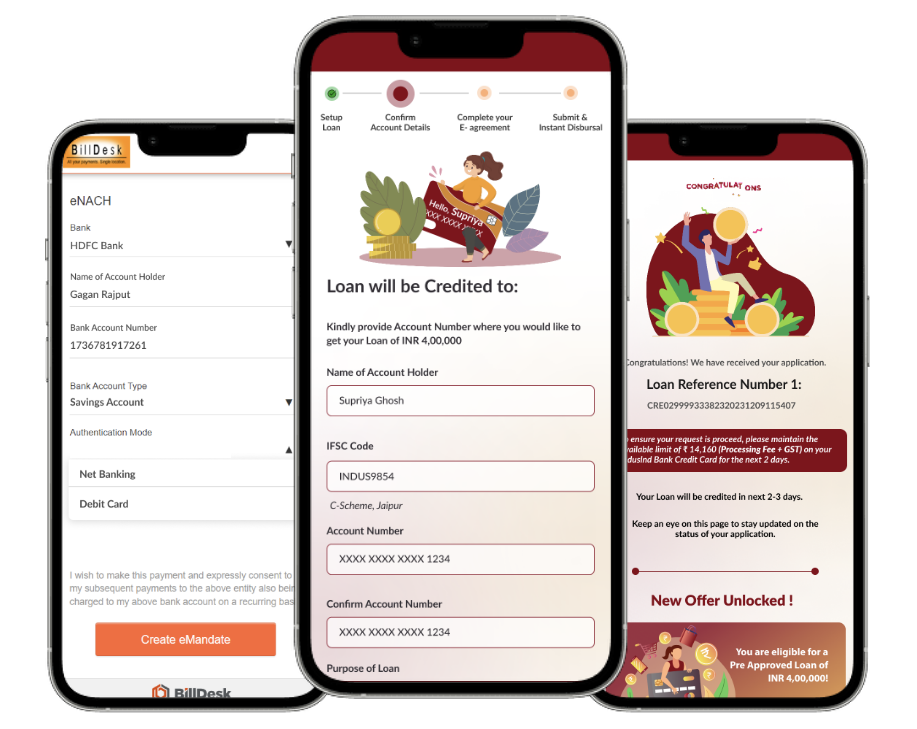 BillDesk
All your payments. Single location.
eNACH
Bank
HDFC Bank
Name of Account Holder
Gagan Rajput
Bank Account Number
1736781917261
Bank Account Type
Savings Account
Authentication Mode
Net Banking
Debit Card
I wish to make this payment and expressly consent to
my subsequent payments to the above entity also bein
charged to my above bank account on a recurring bas
Create eMandate
BillDesk
Setup
Loan
Confirm
Account Details
Complete your
E- agreement
Submit &
Instant Disbursal
Hello, Supriya
XXX XXXX XXXX
Loan will be Credited to:
Kindly provide Account Number where you would like to
get your Loan of INR 4,00,000
Name of Account Holder
Supriya Ghosh
IFSC Code
INDUS9854
C-Scheme, Jaipur
Account Number
XXXX XXXX XXXX 1234
Confirm Account Number
XXXX XXXX XXXX 1234
Purpose of Loan
CONGRATULAT ONS
Congratulations! We have received your application.
Loan Reference Number 1:
CRE02999933382320231209115407
ensure your request is proceed, please maintain the
vailable limit of ₹ 14,160 (Processing Fee + GST) on your
dusInd Bank Credit Card for the next 2 days.
Your Loan will be credited in next 2-3 days.
Keep an eye on this page to stay updated on the
status of your application.
New Offer Unlocked !
You are eligible for a
Pre Approved Loan of
INR 4,00,000!